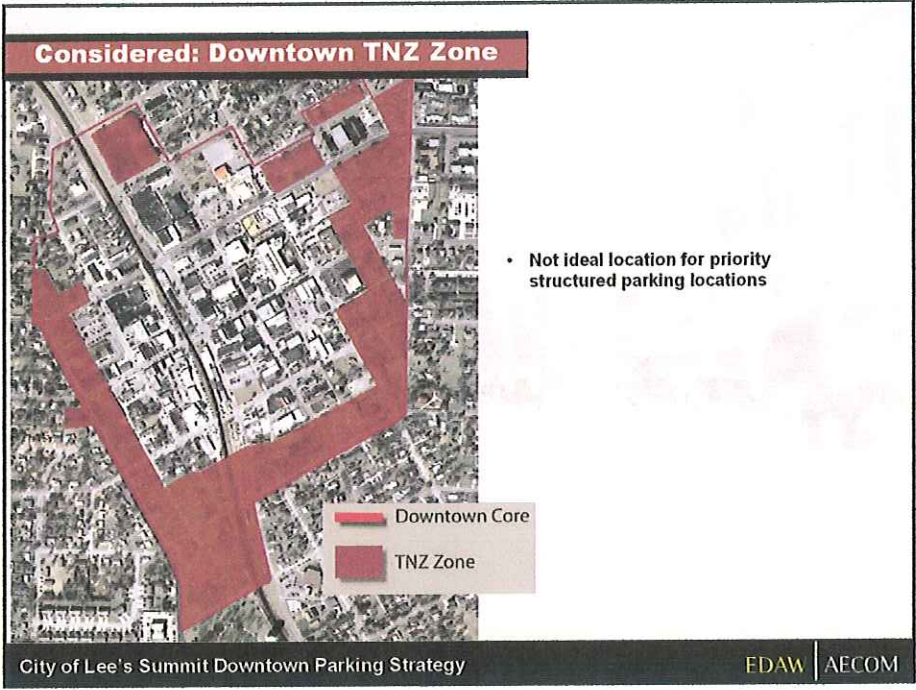 Considered: Downtown TNZ Zone
• Not ideal location for priority
structured parking locations
Downtown Core
TNZ Zone
City of Lee's Summit Downtown Parking Strategy
EDAW | AECOM